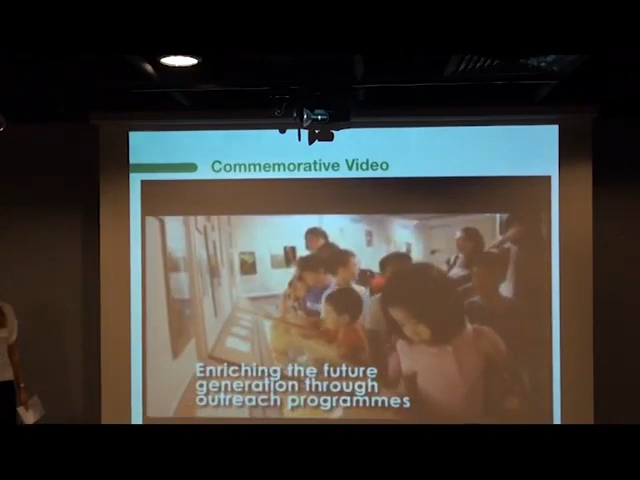 Commemorative Video
Enriching the future
generation through
outreach programmes